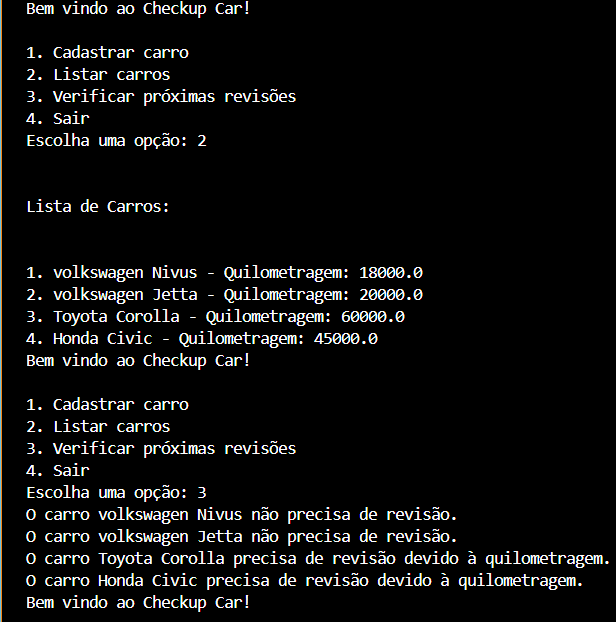 Bem vindo ao Checkup Car!
1. Cadastrar carro
2. Listar carros
3. Verificar próximas revisões
4. Sair
Escolha uma opção: 2
Lista de Carros:
1. volkswagen Nivus - Quilometragem: 18000.0
2. volkswagen Jetta - Quilometragem: 20000.0
3. Toyota Corolla - Quilometragem: 60000.0
4. Honda Civic - Quilometragem: 45000.0
Bem vindo ao Checkup Car!
1. Cadastrar carro
2. Listar carros
3. Verificar próximas revisões
4. Sair
Escolha uma opção: 3
O carro volkswagen Nivus não precisa de revisão.
O carro volkswagen Jetta não precisa de revisão.
O carro Toyota Corolla precisa de revisão devido à quilometragem.
O carro Honda Civic precisa de revisão devido à quilometragem.
Bem vindo ao Checkup Car!